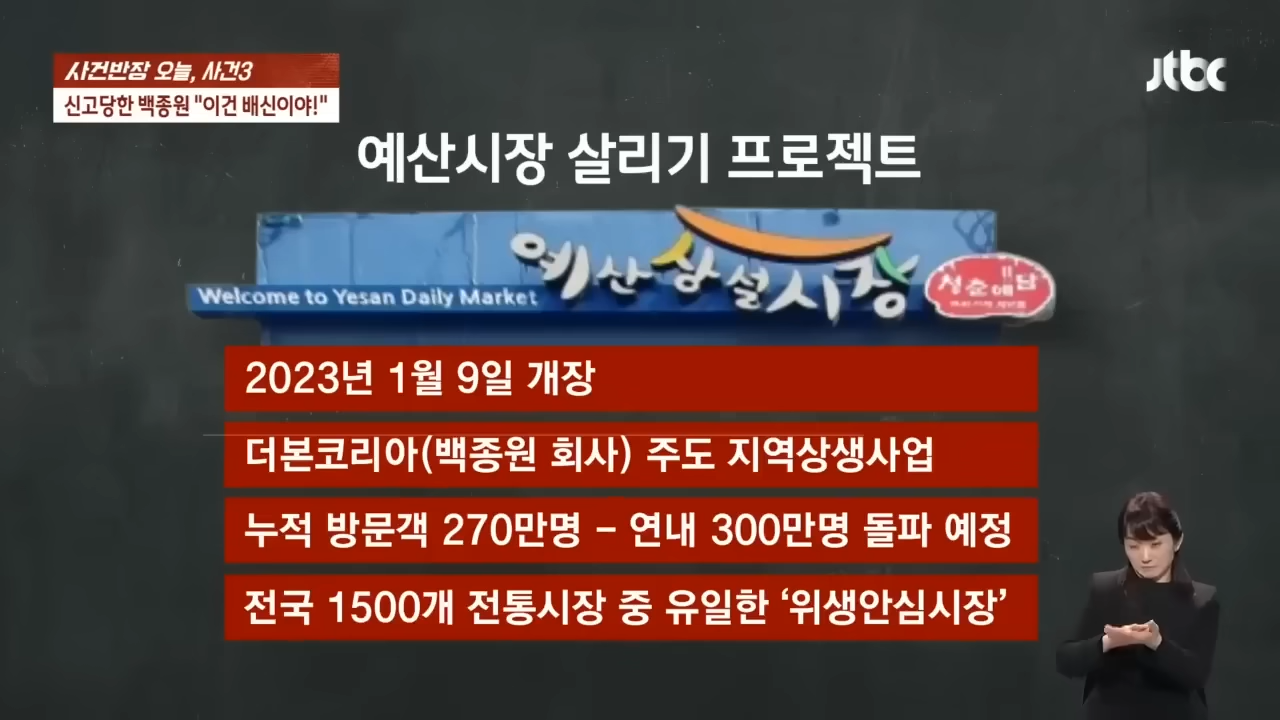 사건반장 오늘, 사건3
신고당한 백종원 "이건 배신이야!"
jtbc
예산시장 살리기 프로젝트
예산상설시장
Welcome to Yesan Daily Market
2023년 1월 9일 개장
더본코리아(백종원 회사) 주도 지역상생사업
누적 방문객 270만명 – 연내 300만명 돌파 예정
전국 1500개 전통시장 중 유일한 ‘위생안심시장’